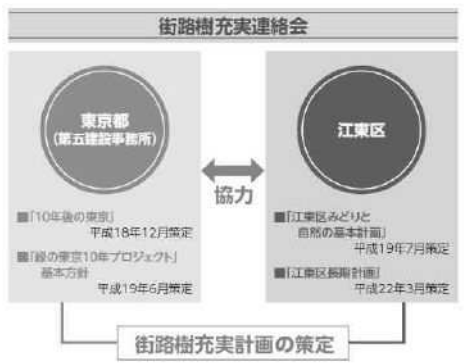 街路樹充実連絡会
東京都
(第五建設事務所)
江東区
協力
■「10年後の東京」
平成18年12月策定
■「緑の東京10年プロジェクト」
基本方針
平成19年6月策定
■「江東区みどりと
自然の基本計画」
平成19年7月策定
■「江東区長期計画」
平成22年3月策定
街路樹充実計画の策定